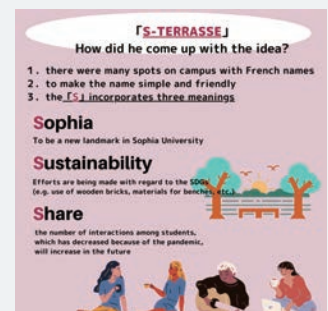 「S-TERRASSE」
How did he come up with the idea?
1. there were many spots on campus with French names
2. to make the name simple and friendly
3. the「S」incorporates three meanings
Sophia
To be a new landmark in Sophia University
Sustainability
Efforts are being made with regard to the SDGs
(e.g. use of wooden bricks, materials for benches, etc.)
Share
the number of interactions among students,
which has decreased because of the pandemic,
will increase in the future